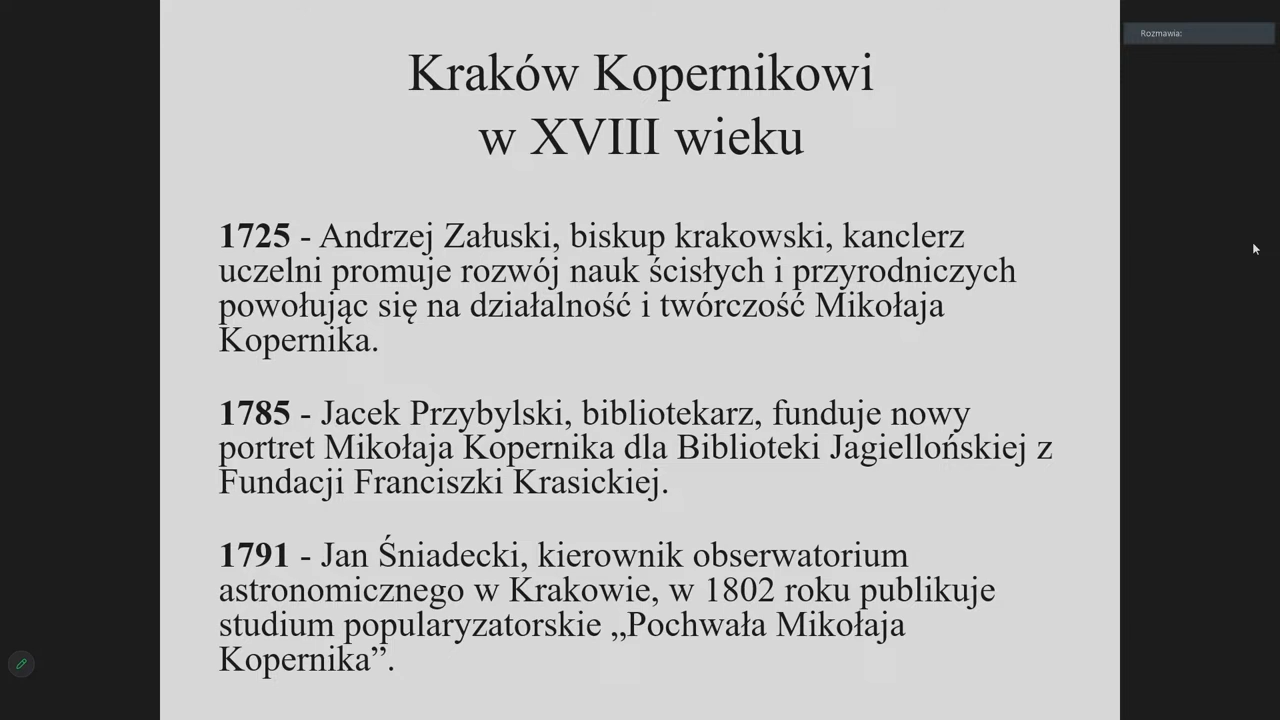 Kraków Kopernikowi
w XVIII wieku
Rozmawia:
1725 - Andrzej Załuski, biskup krakowski, kanclerz
uczelni promuje rozwój nauk ścisłych i przyrodniczych
powołując się na działalność i twórczość Mikołaja
Kopernika.
1785 - Jacek Przybylski, bibliotekarz, funduje nowy
portret Mikołaja Kopernika dla Biblioteki Jagiellońskiej z
Fundacji Franciszki Krasickiej.
1791 - Jan Śniadecki, kierownik obserwatorium
astronomicznego w Krakowie, w 1802 roku publikuje
studium popularyzatorskie „Pochwała Mikołaja
Kopernika”.